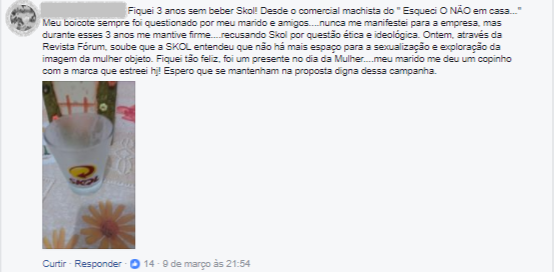 Fiquei 3 anos sem beber Skol! Desde o comercial machista do " Esqueci O NÃO em casa..."
Meu boicote sempre foi questionado por meu marido e amigos....nunca me manifestei para a empresa, mas
durante esses 3 anos me mantive firme....recusando Skol por questão ética e ideológica. Ontem, através da
Revista Fórum, soube que a SKOL entendeu que não há mais espaço para a sexualização e exploração da
imagem da mulher objeto. Fiquei tão feliz, foi um presente no dia da Mulher....meu marido me deu um copinho
com a marca que estreei hj! Espero que se mantenham na proposta digna dessa campanha.
SKOL
Curtir · Responder · 14 · 9 de março às 21:54